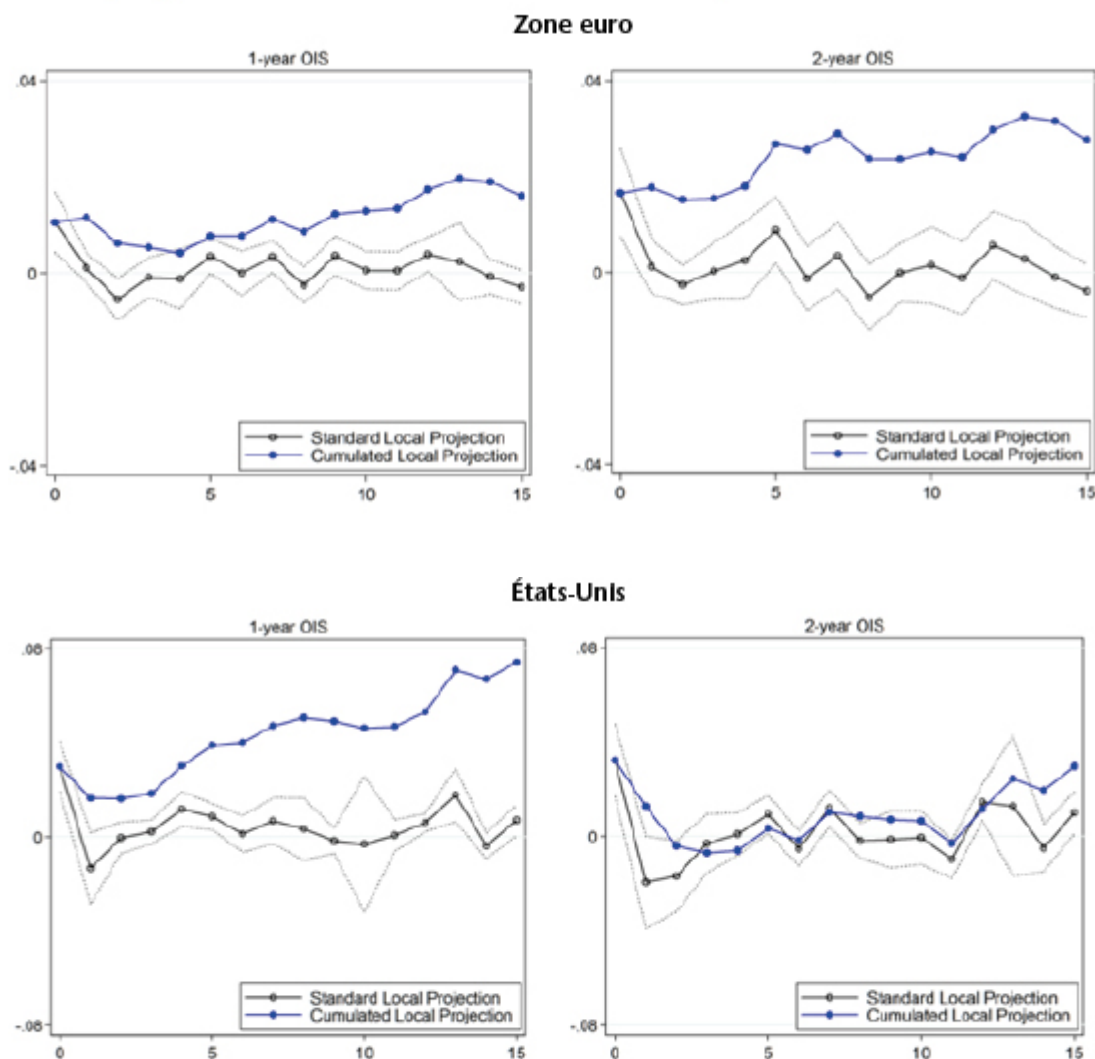 Zone euro
1-year OIS
.04
0
-.04
0 5 10 15
Standard Local Projection
Cumulated Local Projection
2-year OIS
.04
0
-.04
0 5 10 15
Standard Local Projection
Cumulated Local Projection
États-Unis
1-year OIS
.08
0
-.08
0 5 10 15
Standard Local Projection
Cumulated Local Projection
2-year OIS
.08
0
-.08
0 5 10 15
Standard Local Projection
Cumulated Local Projection